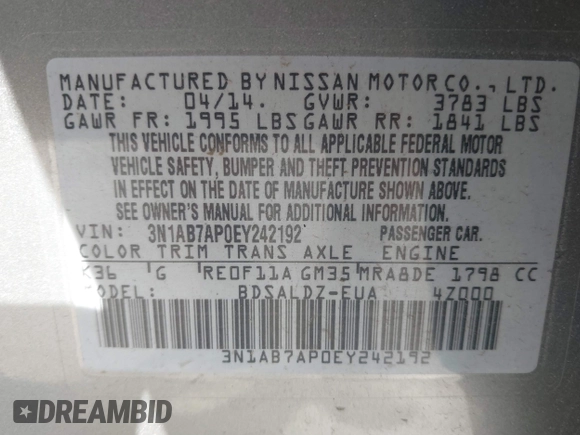 MANUFACTURED BY NISSAN MOTOR CO., LTD.
DATE: 04/14. GVWR: 3783 LBS
GAWR FR: 1995 LBS GAWR RR: 1841 LBS
THIS VEHICLE CONFORMS TO ALL APPLICABLE FEDERAL MOTOR
VEHICLE SAFETY, BUMPER AND THEFT PREVENTION STANDARDS
IN EFFECT ON THE DATE OF MANUFACTURE SHOWN ABOVE.
SEE OWNER'S MANUAL FOR ADDITIONAL INFORMATION.
VIN: 3N1AB7AP0EY242192 PASSENGER CAR.
COLOR TRIM TRANS AXLE ENGINE
K36 G RE0F11A GM35 MRA8DE 1798 CC
MODEL: BDSALDZ-EUA 4Z000
3N1AB7AP0EY242192
DREAMBID
dreambid.com